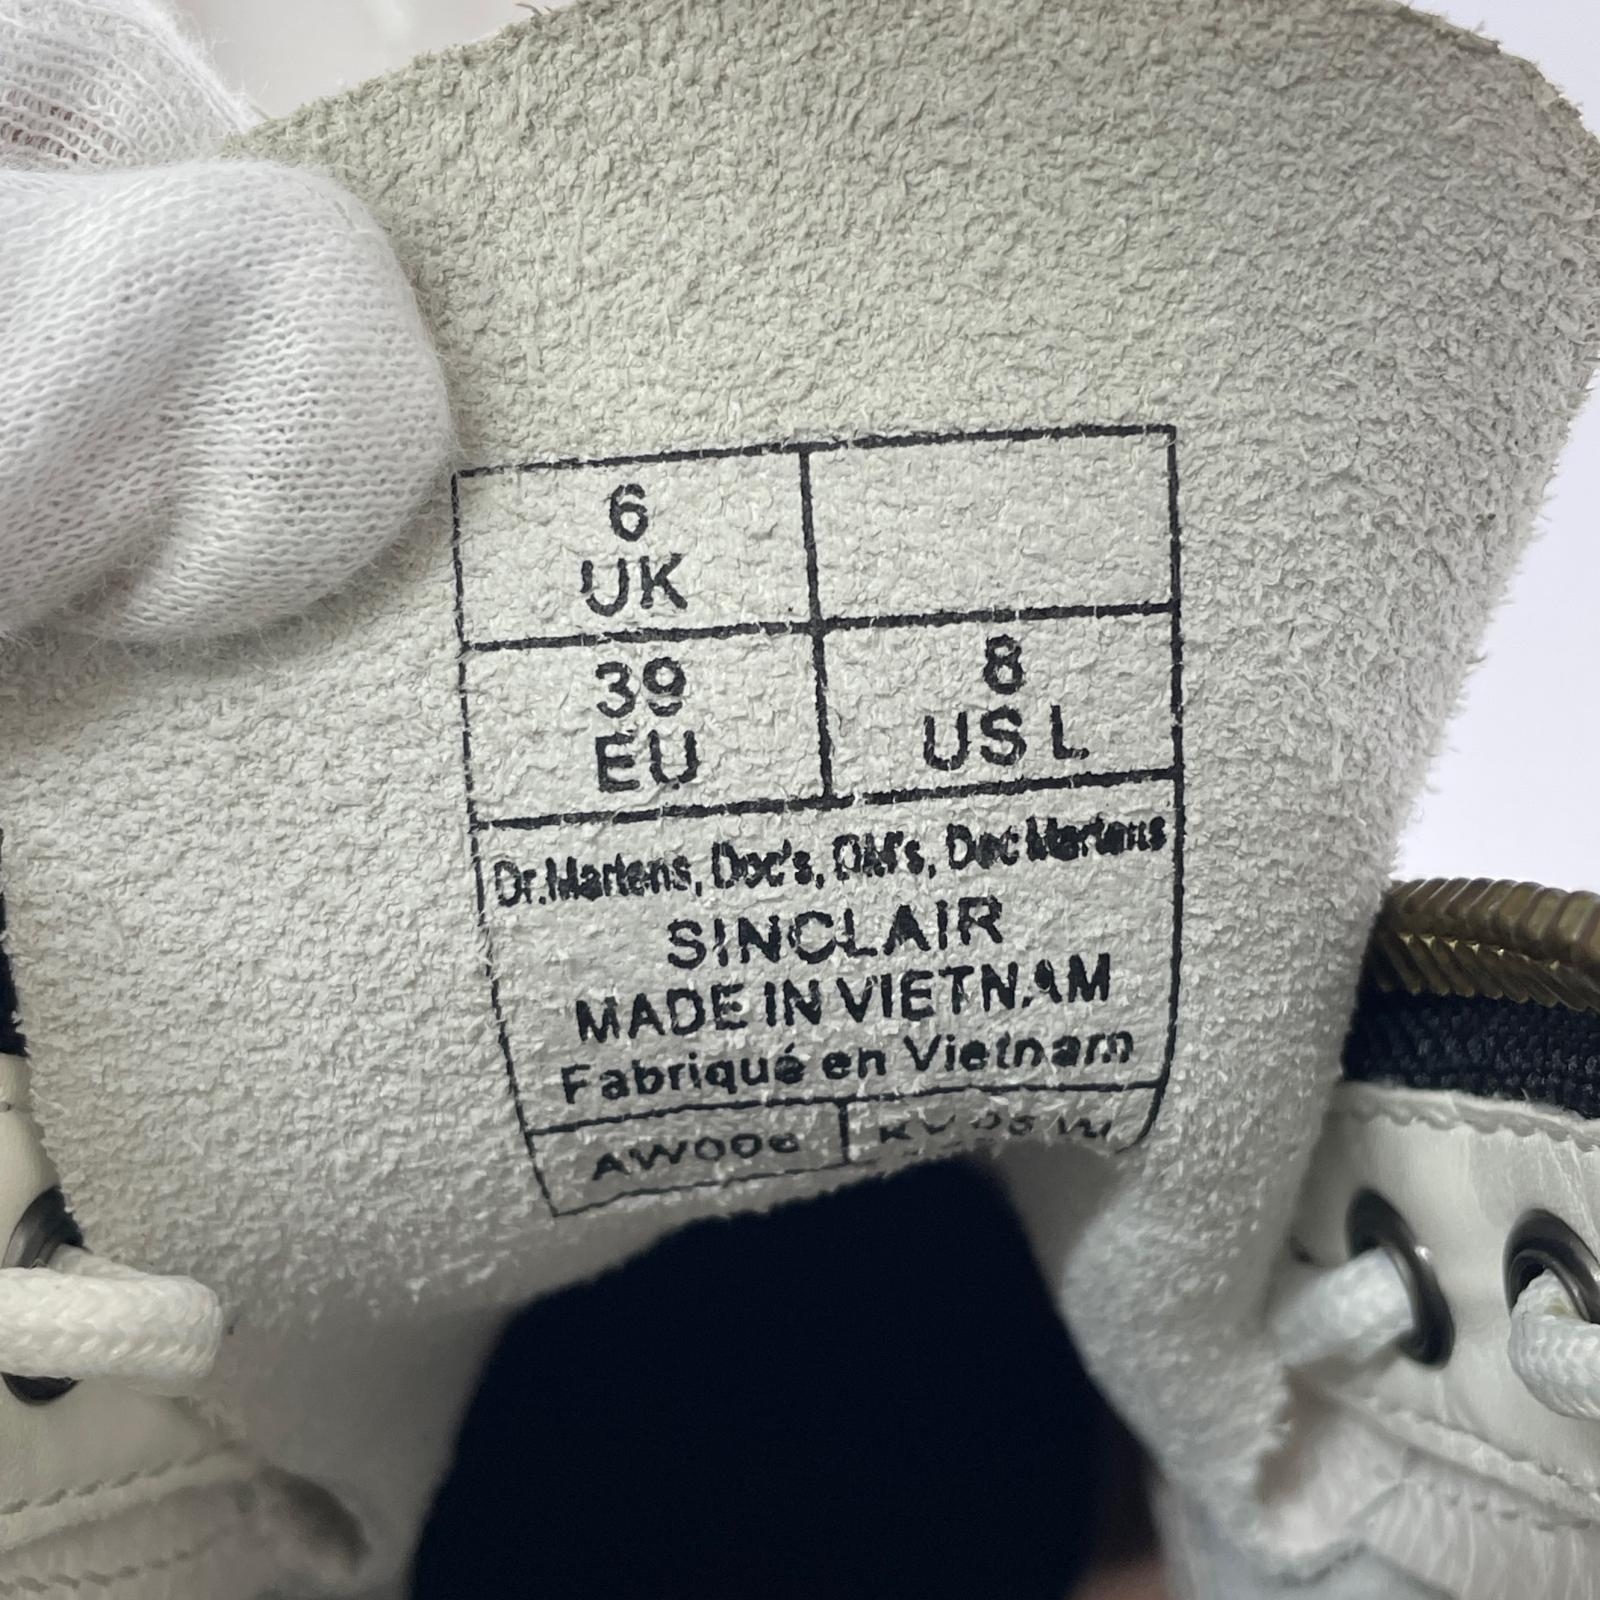 6
UK
39
EU
8
US L
Dr.Martens, Doc's, DM's, Doc Martens
SINCLAIR
MADE IN VIETNAM
Fabriqué en Vietnam
AW006